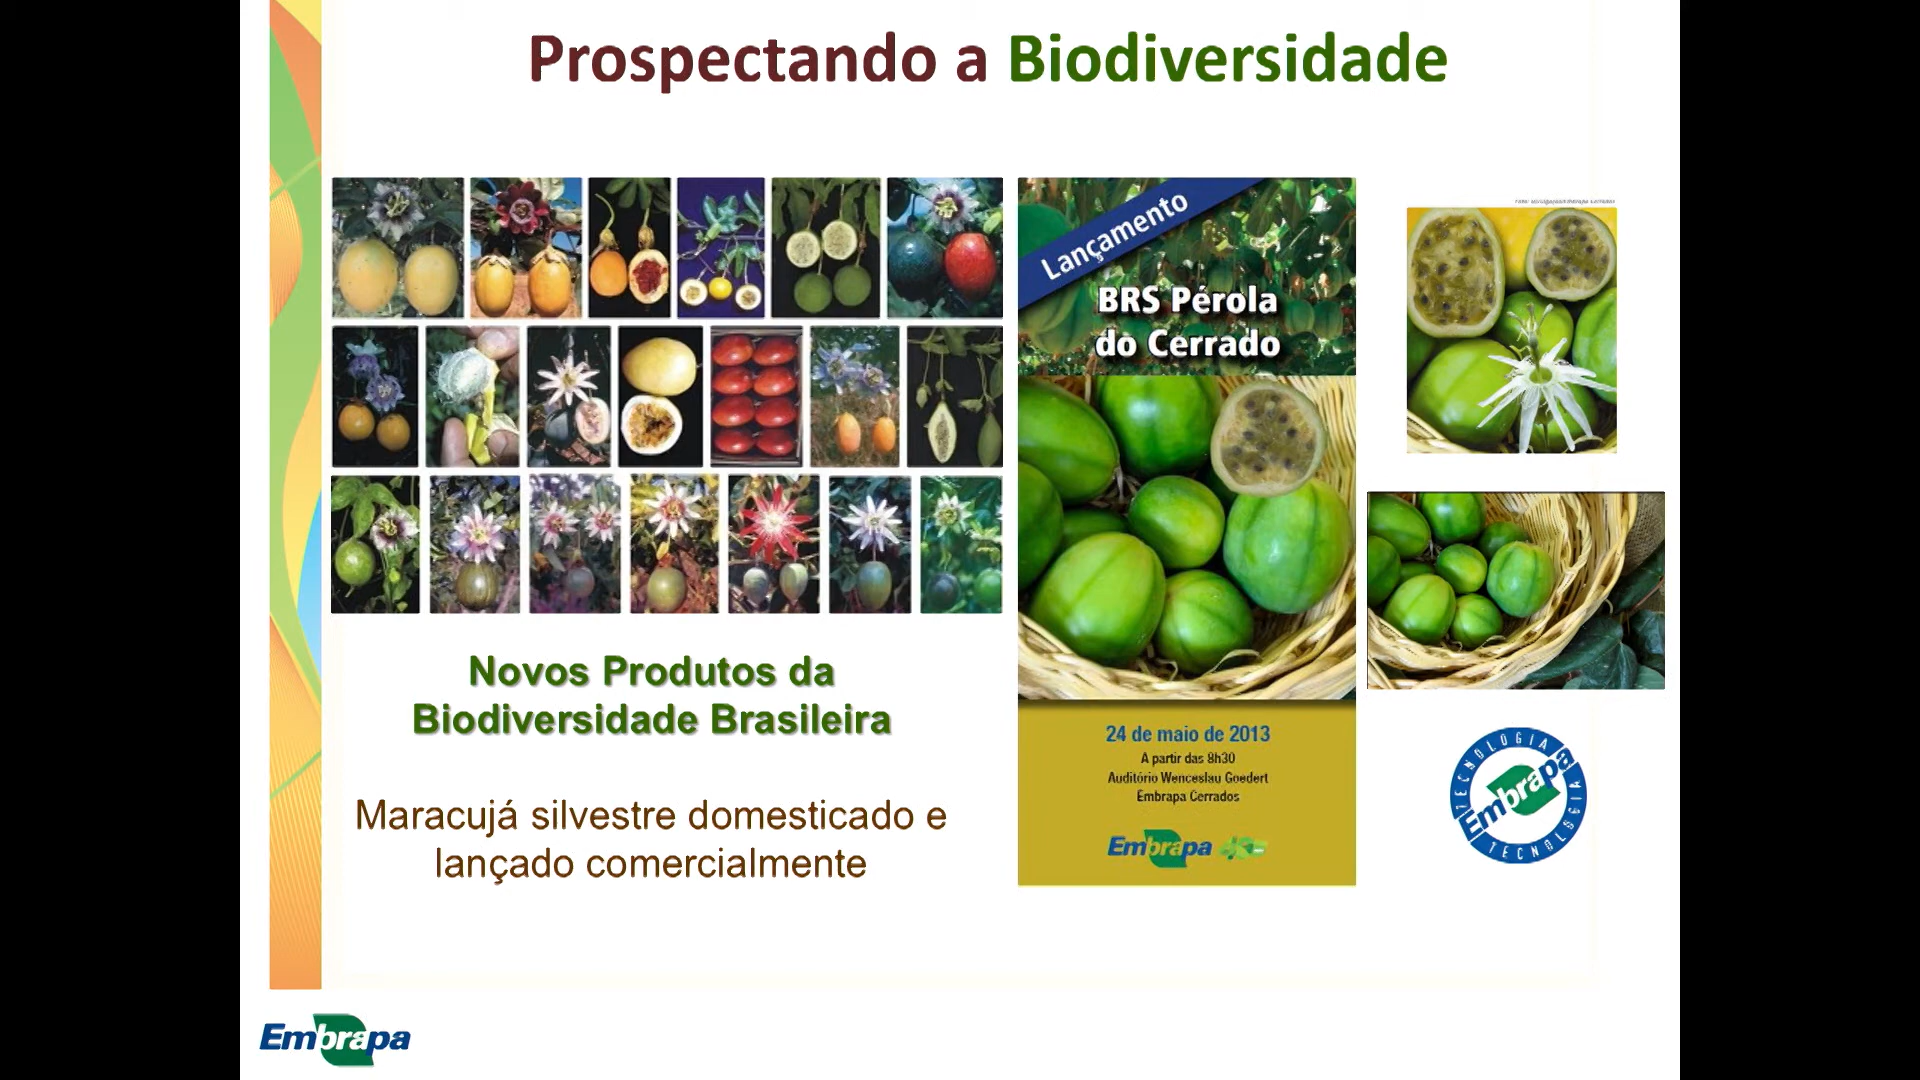 Prospectando a Biodiversidade
Lançamento
BRS Pérola
do Cerrado
24 de maio de 2013
A partir das 8h30
Auditório Wenceslau Goedert
Embrapa Cerrados
Embrapa
Novos Produtos da
Biodiversidade Brasileira
Maracujá silvestre domesticado e
lançado comercialmente
TECNOLOGIA
Embrapa
TECNOLOGIA
Embrapa